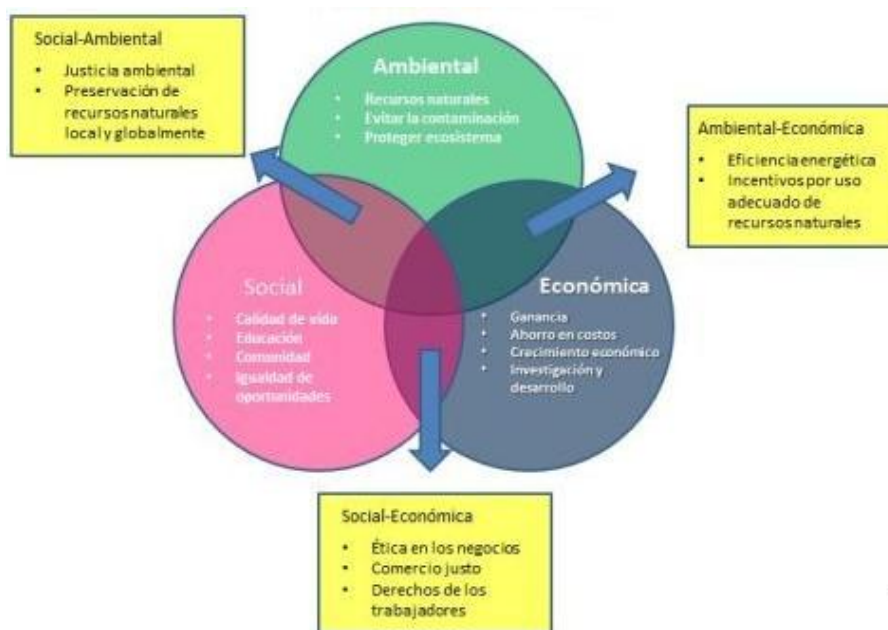 Social-Ambiental
• Justicia ambiental
• Preservación de
recursos naturales
local y globalmente
Ambiental
• Recursos naturales
• Evitar la contaminación
• Proteger ecosistema
Ambiental-Económica
• Eficiencia energética
• Incentivos por uso
adecuado de
recursos naturales
Social
• Calidad de vida
• Educación
• Comunidad
• Igualdad de
oportunidades
Económica
• Ganancia
• Ahorro en costos
• Crecimiento económico
• Investigación y
desarrollo
Social-Económica
• Ética en los negocios
• Comercio justo
• Derechos de los
trabajadores